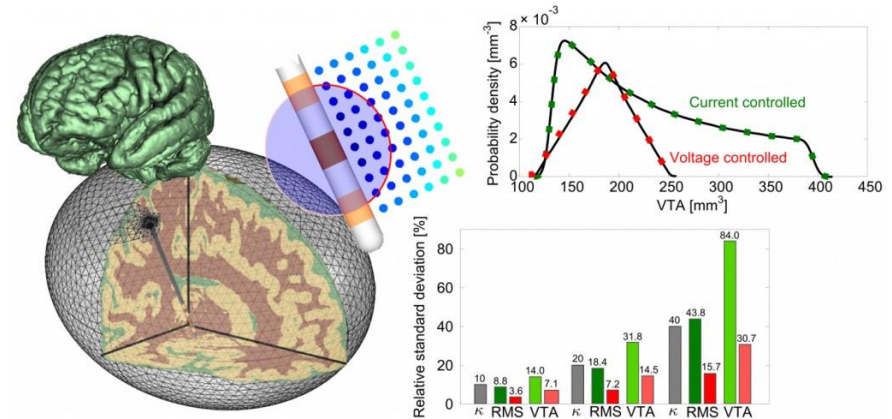 8 × 10⁻³
6
4
2
0
Probability density [mm⁻³]
Current controlled
Voltage controlled
100 150 200 250 300 350 400 450
VTA [mm³]
Relative standard deviation [%]
80
60
40
20
0
10 8.8 3.6 14.0 7.1 20 18.4 7.2 31.8 14.5 40 43.8 15.7 84.0 30.7
κ RMS VTA κ RMS VTA κ RMS VTA